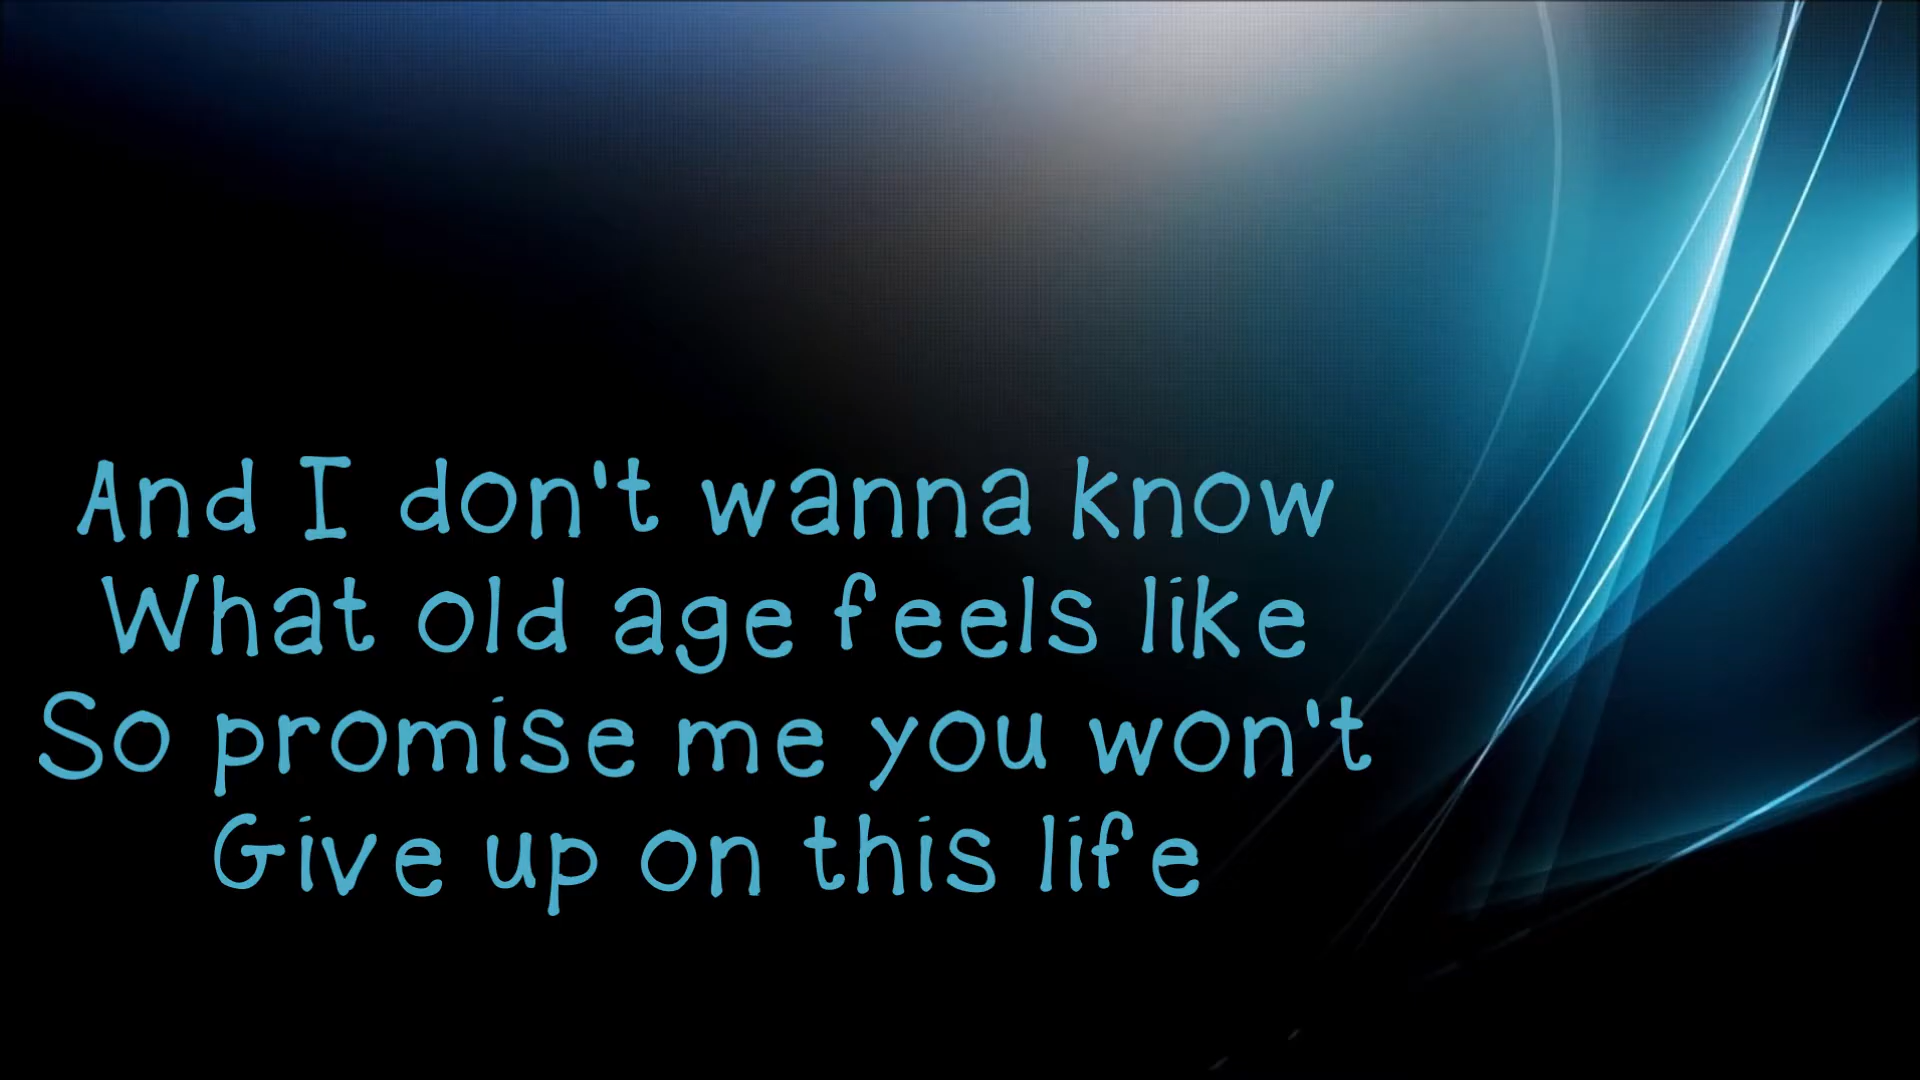 And I don't wanna know
What old age feels like
So promise me you won't
Give up on this life